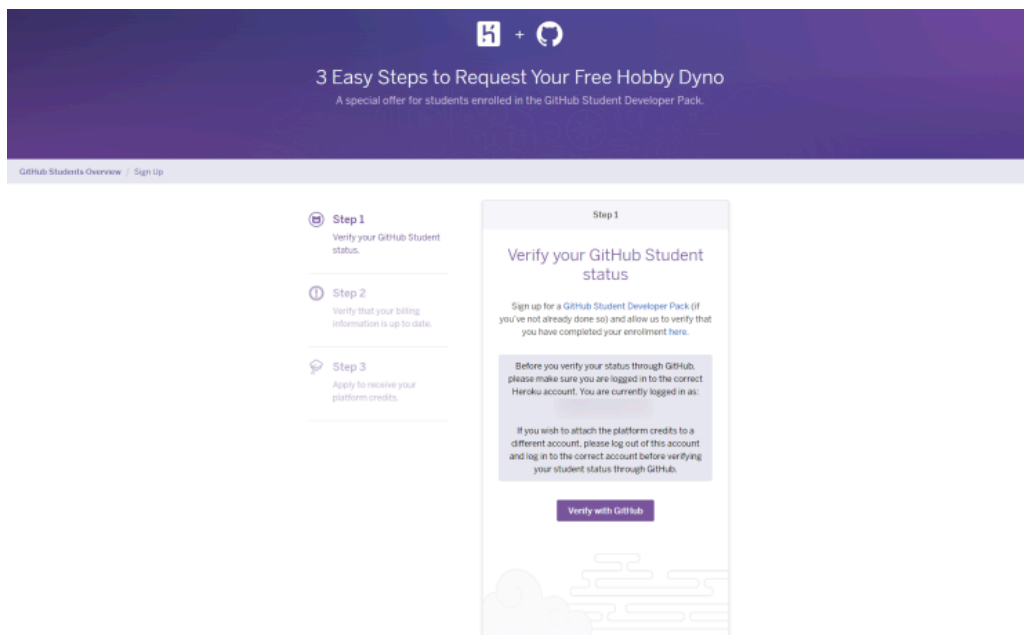 +
3 Easy Steps to Request Your Free Hobby Dyno
A special offer for students enrolled in the GitHub Student Developer Pack.
GitHub Students Overview / Sign Up
Step 1
Verify your GitHub Student
status.
Step 2
Verify that your billing
information is up to date.
Step 3
Apply to receive your
platform credits.
Step 1
Verify your GitHub Student
status
Sign up for a GitHub Student Developer Pack (if
you've not already done so) and allow us to verify that
you have completed your enrollment here.
Before you verify your status through GitHub,
please make sure you are logged in to the correct
Heroku account. You are currently logged in as:
If you wish to attach the platform credits to a
different account, please log out of this account
and log in to the correct account before verifying
your student status through GitHub.
Verify with GitHub